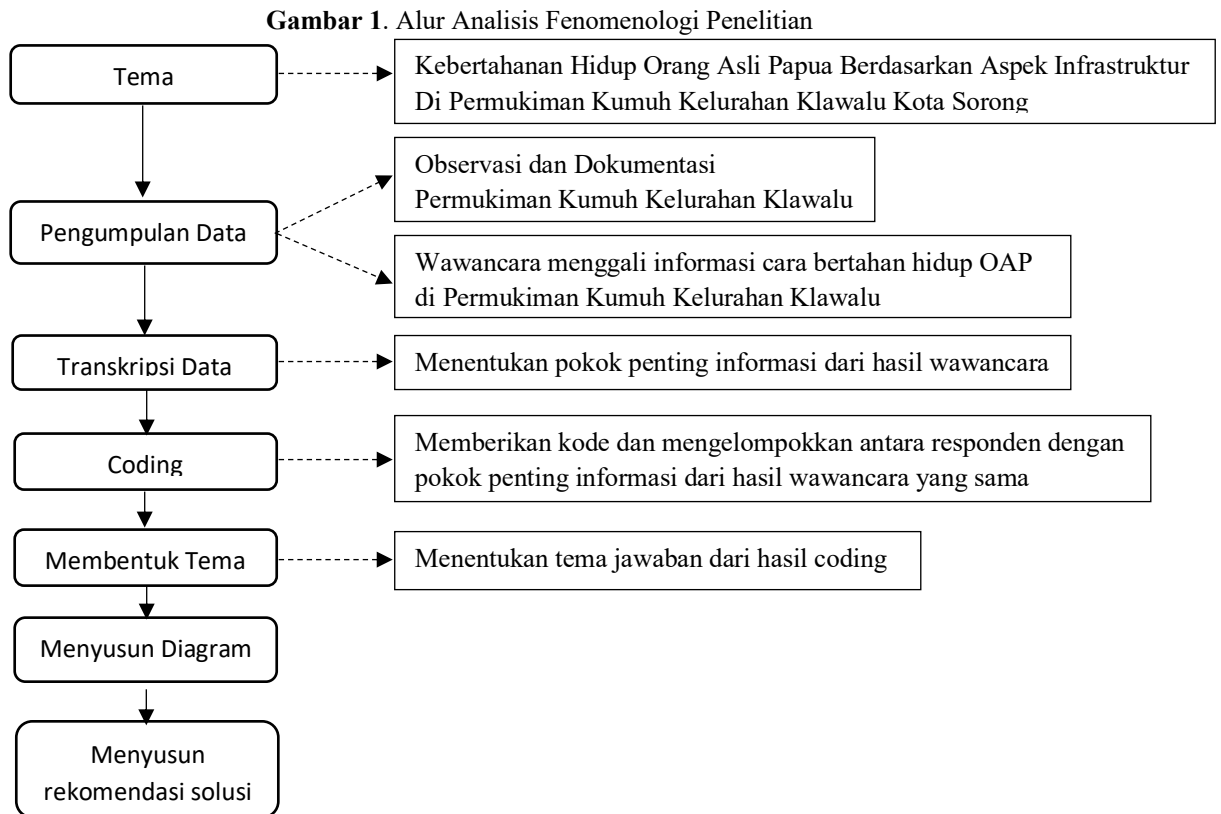 Gambar 1. Alur Analisis Fenomenologi Penelitian
Tema
Kebertahanan Hidup Orang Asli Papua Berdasarkan Aspek Infrastruktur
Di Permukiman Kumuh Kelurahan Klawalu Kota Sorong
Pengumpulan Data
Observasi dan Dokumentasi
Permukiman Kumuh Kelurahan Klawalu
Wawancara menggali informasi cara bertahan hidup OAP
di Permukiman Kumuh Kelurahan Klawalu
Transkripsi Data
Menentukan pokok penting informasi dari hasil wawancara
Coding
Memberikan kode dan mengelompokkan antara responden dengan
pokok penting informasi dari hasil wawancara yang sama
Membentuk Tema
Menentukan tema jawaban dari hasil coding
Menyusun Diagram
Menyusun
rekomendasi solusi